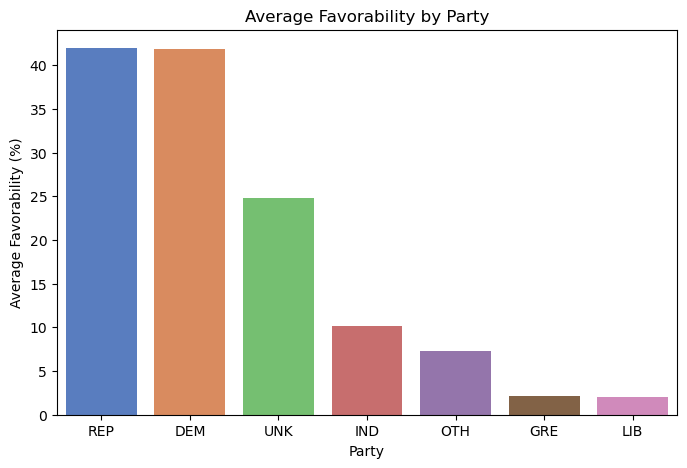 Average Favorability by Party
Average Favorability (%)
40
35
30
25
20
15
10
5
0
REP DEM UNK IND OTH GRE LIB
Party